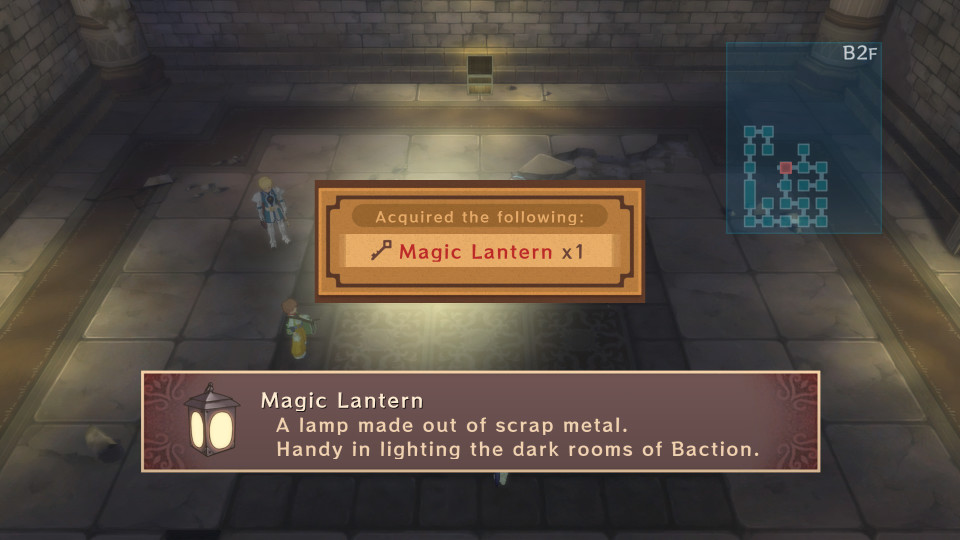 B2F
Acquired the following:
Magic Lantern x1
Magic Lantern
A lamp made out of scrap metal.
Handy in lighting the dark rooms of Baction.